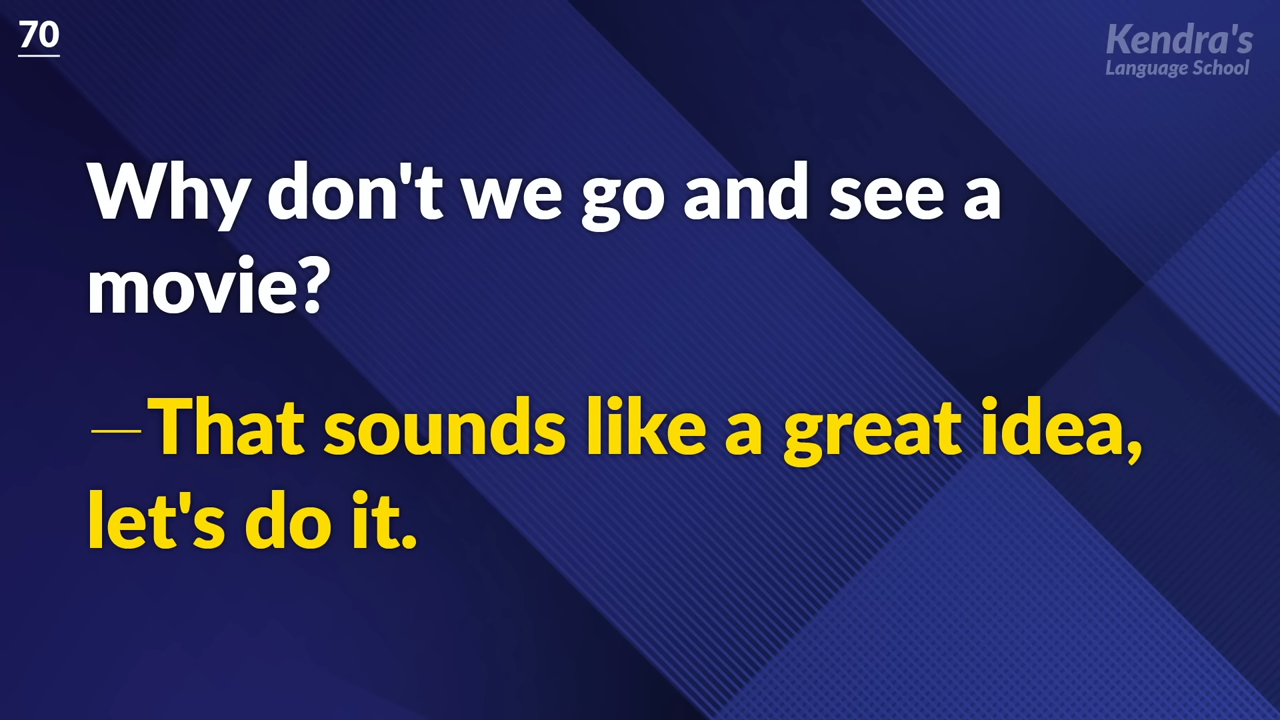 70
Kendra's
Language School
Why don't we go and see a
movie?
—That sounds like a great idea,
let's do it.